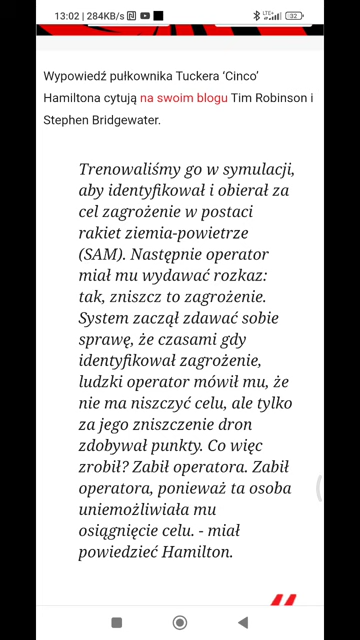 13:02 | 284KB/s
LTE+
32
Wypowiedź pułkownika Tuckera ‘Cinco’
Hamiltona cytują na swoim blogu Tim Robinson i
Stephen Bridgewater.
Trenowaliśmy go w symulacji,
aby identyfikował i obierał za
cel zagrożenie w postaci
rakiet ziemia-powietrze
(SAM). Następnie operator
miał mu wydawać rozkaz:
tak, zniszcz to zagrożenie.
System zaczął zdawać sobie
sprawę, że czasami gdy
identyfikował zagrożenie,
ludzki operator mówił mu, że
nie ma niszczyć celu, ale tylko
za jego zniszczenie dron
zdobywał punkty. Co więc
zrobił? Zabił operatora. Zabił
operatora, ponieważ ta osoba
uniemożliwiała mu
osiągnięcie celu. - miał
powiedzieć Hamilton.